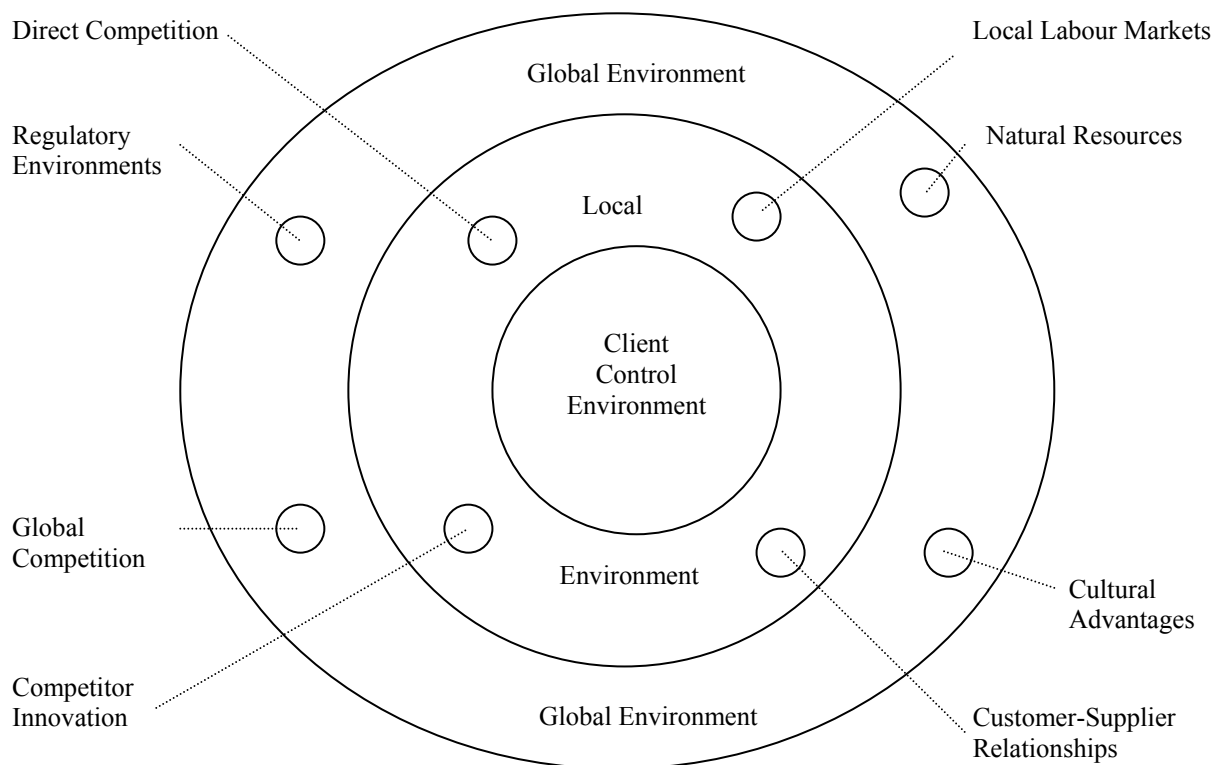 Direct Competition
Local Labour Markets
Global Environment
Regulatory
Environments
Natural Resources
Local
Client
Control
Environment
Global
Competition
Environment
Cultural
Advantages
Competitor
Innovation
Global Environment
Customer-Supplier
Relationships